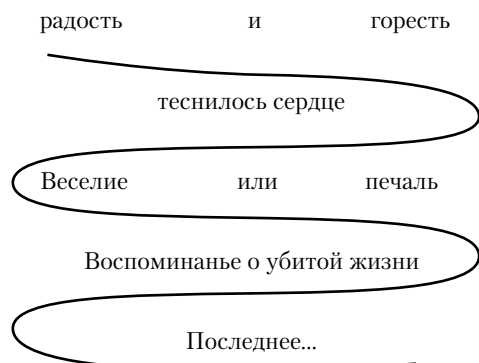 радость и горесть
теснилось сердце
Веселие или печаль
Воспоминанье о убитой жизни
Последнее...